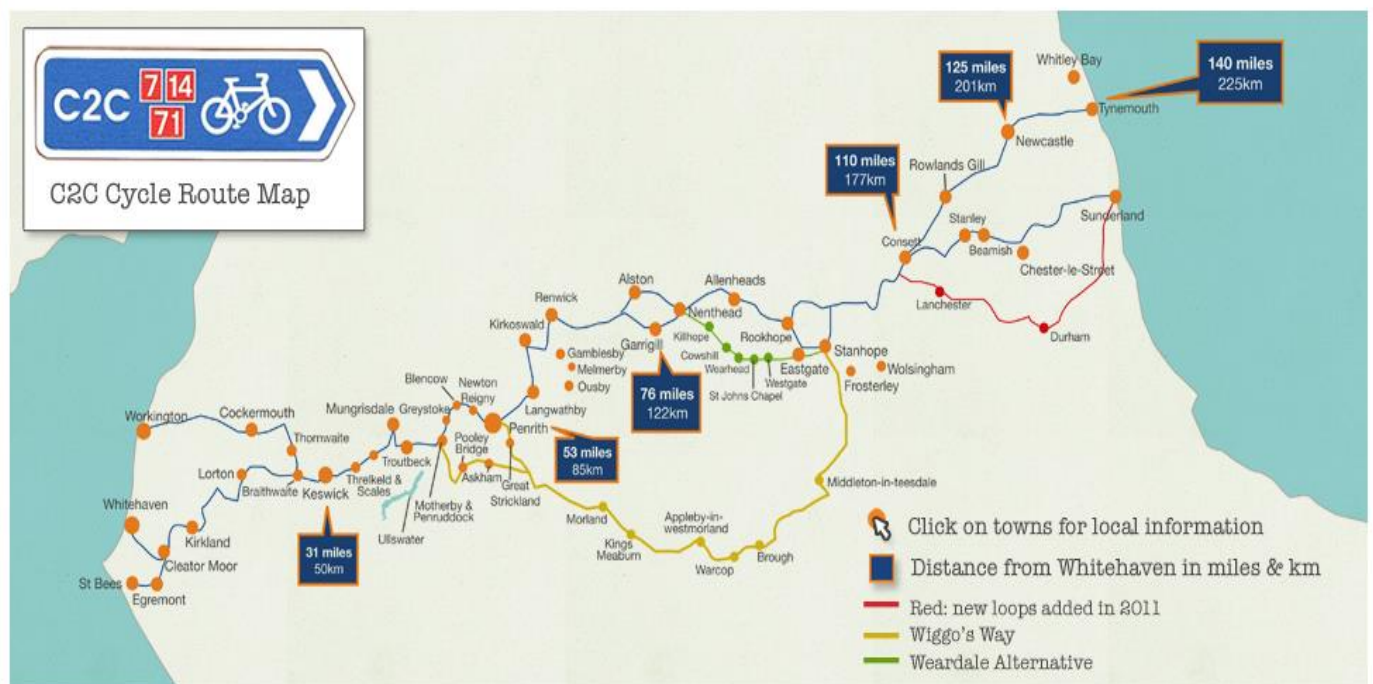 C2C
7 14
71
C2C Cycle Route Map
125 miles
201km
Whitley Bay
140 miles
225km
Tynemouth
Newcastle
110 miles
177km
Rowlands Gill
Stanley
Sunderland
Consett
Beamish
Chester-le-Street
Lanchester
Durham
Alston
Allenheads
Renwick
Nenthead
Kirkoswald
Garrigill
Killhope
Rookhope
Stanhope
Gamblesby
Cowshill
Eastgate
Wolsingham
Melmerby
Wearhead
Westgate
Frosterley
Ousby
St Johns Chapel
76 miles
122km
Blencow
Newton
Reigny
Langwathby
Mungrisdale
Greystoke
Workington
Cockermouth
Penrith
Thornwaite
Pooley
Bridge
53 miles
85km
Lorton
Troutbeck
Askham
Braithwaite
Keswick
Threlkeld &
Scales
Great
Strickland
Middleton-in-teesdale
Whitehaven
Motherby &
Penruddock
Morland
Appleby-in-
westmorland
Kirkland
Ullswater
Kings
Meaburn
Brough
31 miles
50km
Cleator Moor
Warcop
St Bees
Egremont
Click on towns for local information
Distance from Whitehaven in miles & km
Red: new loops added in 2011
Wiggo's Way
Weardale Alternative